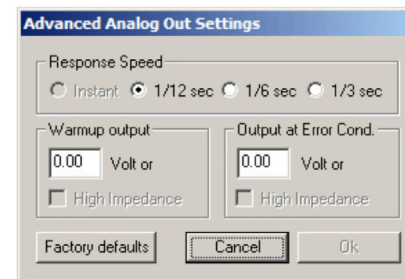 Advanced Analog Out Settings
Response Speed
Instant 1/12 sec 1/6 sec 1/3 sec
Warmup output
0.00 Volt or
High Impedance
Output at Error Cond.
0.00 Volt or
High Impedance
Factory defaults Cancel Ok